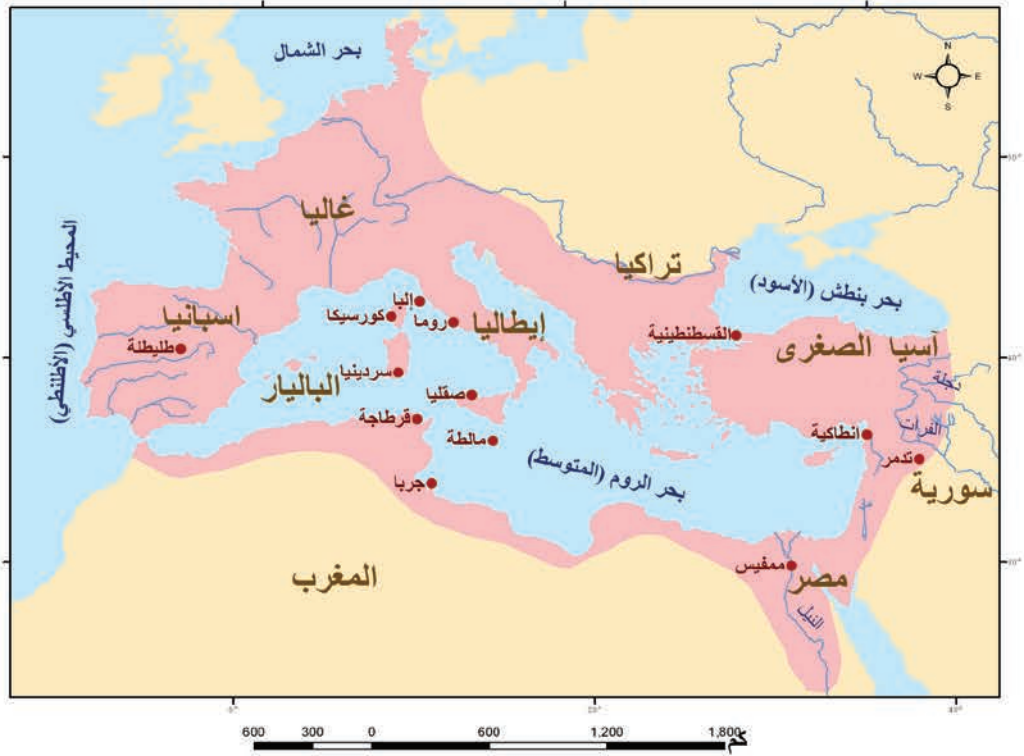 بحر الشمال
N
W E
S
غاليا
المحيط الأطلسي (الأطلنطي)
تراكيا
بحر بنطش (الأسود)
إلبا
كورسيكا
روما
إيطاليا
اسبانيا
طليطلة
القسطنطينية
آسيا الصغرى
دجلة
سردينيا
الباليار
صقليا
قرطاجة
مالطة
انطاكية
الفرات
تدمر
سورية
بحر الروم (المتوسط)
جربا
المغرب
ممفيس
مصر
النيل
600 300 0 600 1,200 1,800 كم